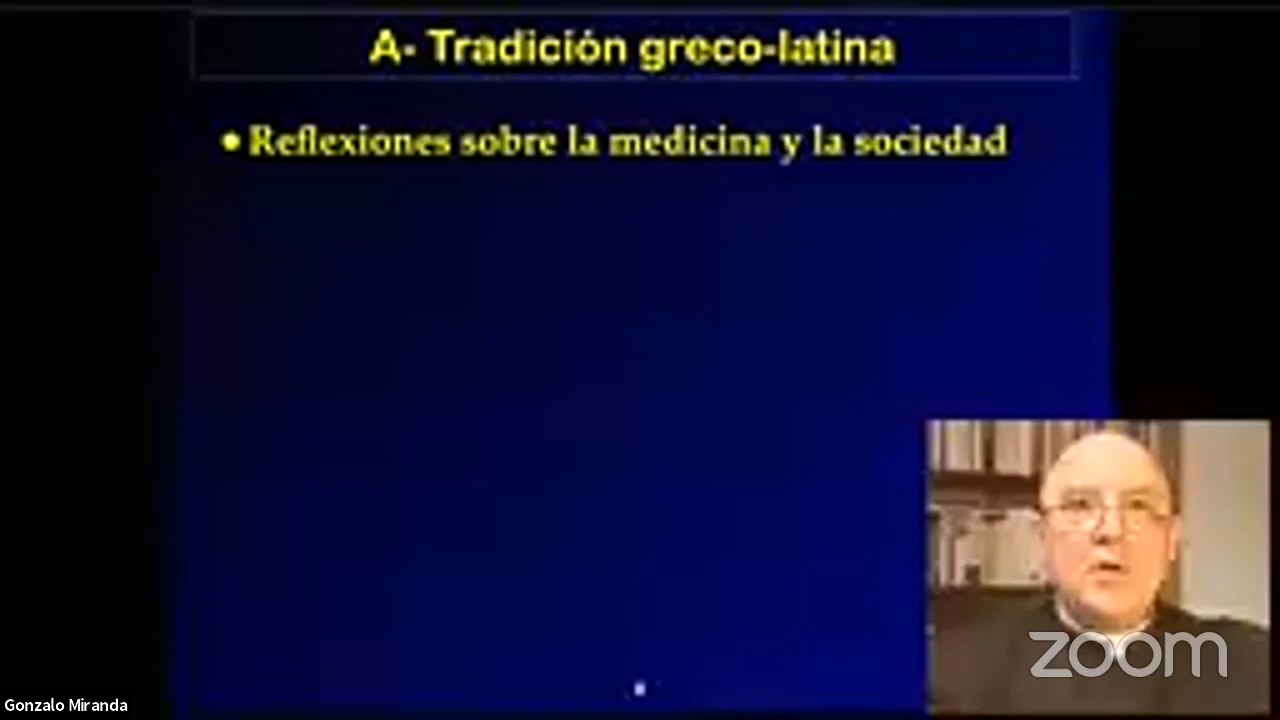 A- Tradición greco-latina
• Reflexiones sobre la medicina y la sociedad
zoom
Gonzalo Miranda